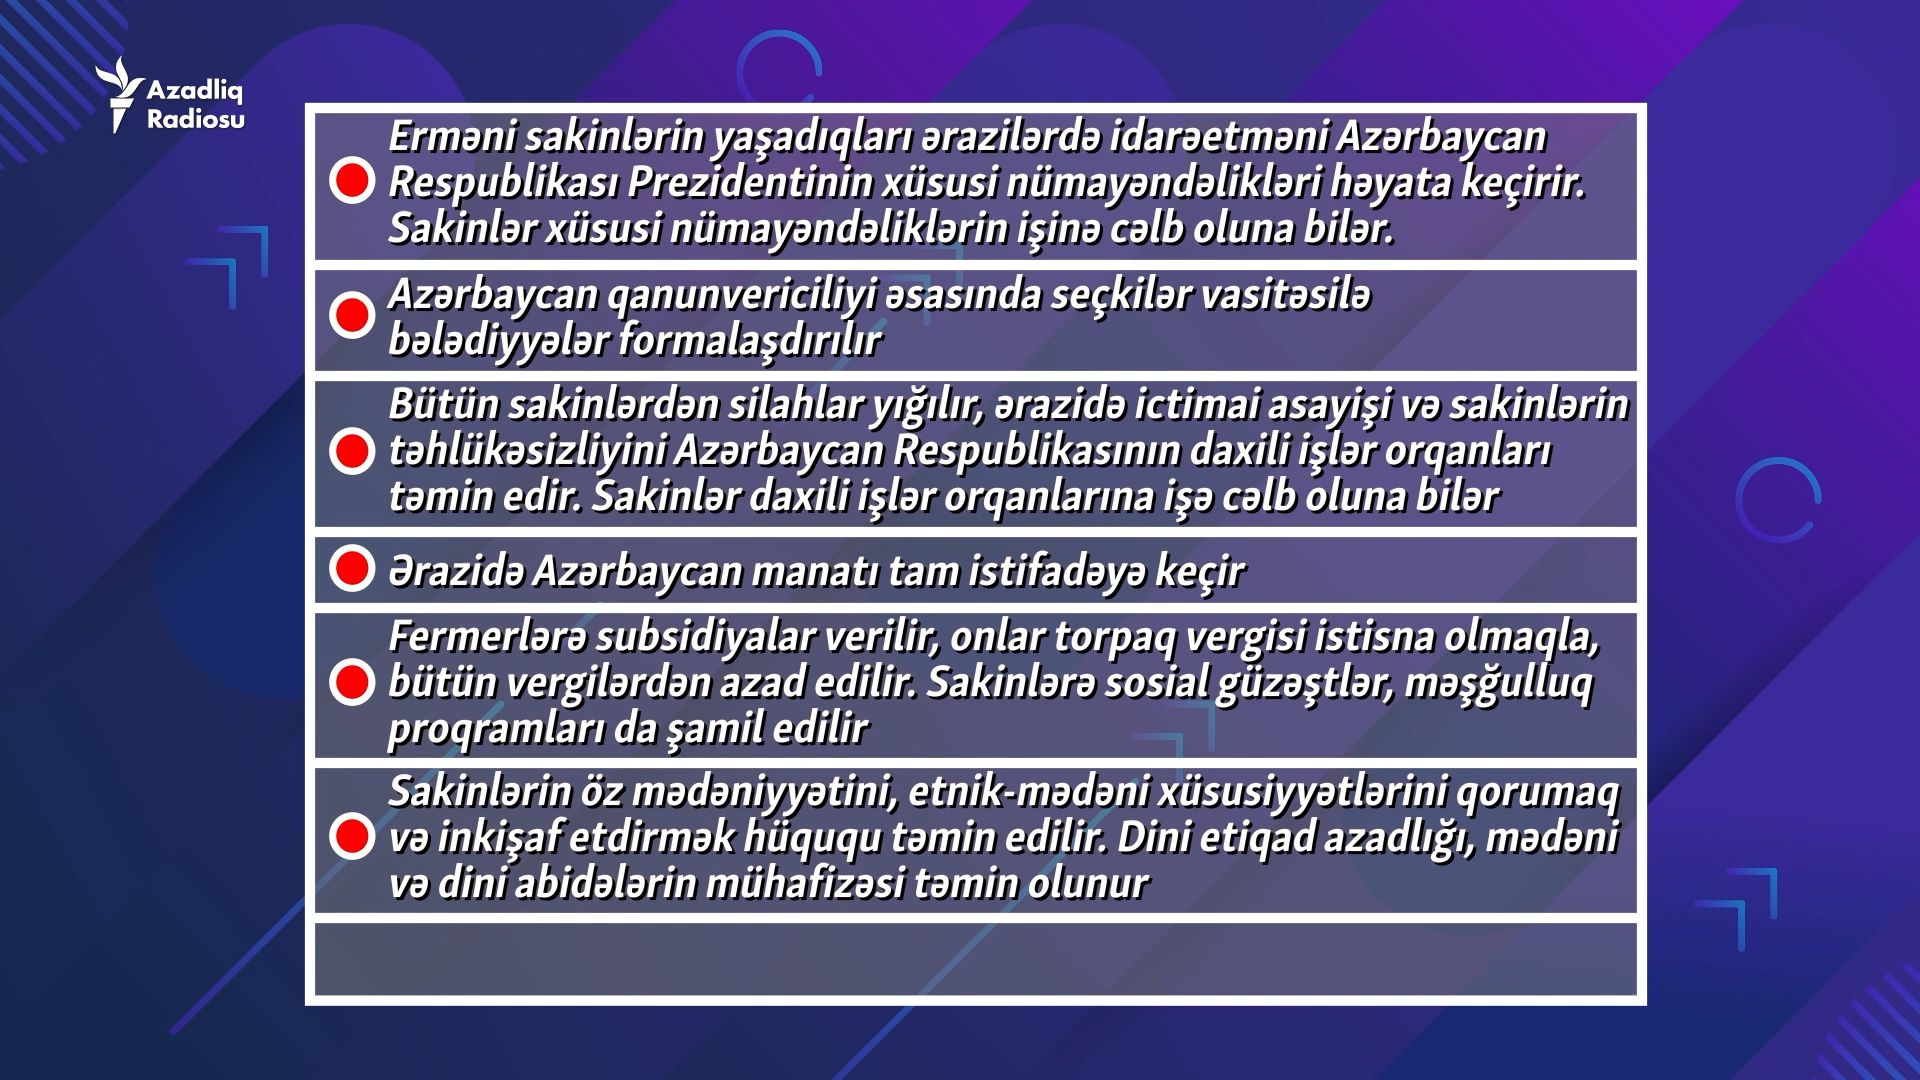 Azadliq
Radiosu
Erməni sakinlərin yaşadıqları ərazilərdə idarəetməni Azərbaycan
Respublikası Prezidentinin xüsusi nümayəndəlikləri həyata keçirir.
Sakinlər xüsusi nümayəndəliklərin işinə cəlb oluna bilər.
Azərbaycan qanunvericiliyi əsasında seçkilər vasitəsilə
bələdiyyələr formalaşdırılır
Bütün sakinlərdən silahlar yığılır, ərazidə ictimai asayişi və sakinlərin
təhlükəsizliyini Azərbaycan Respublikasının daxili işlər orqanları
təmin edir. Sakinlər daxili işlər orqanlarına işə cəlb oluna bilər
Ərazidə Azərbaycan manatı tam istifadəyə keçir
Fermerlərə subsidiyalar verilir, onlar torpaq vergisi istisna olmaqla,
bütün vergilərdən azad edilir. Sakinlərə sosial güzəştlər, məşğulluq
proqramları da şamil edilir
Sakinlərin öz mədəniyyətini, etnik-mədəni xüsusiyyətlərini qorumaq
və inkişaf etdirmək hüququ təmin edilir. Dini etiqad azadlığı, mədəni
və dini abidələrin mühafizəsi təmin olunur